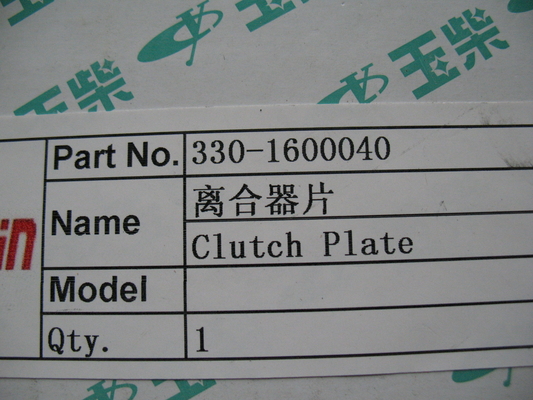 玉柴
玉柴
玉柴
Part No. 330-1600040
Name 离合器片
Clutch Plate
Model
Qty. 1